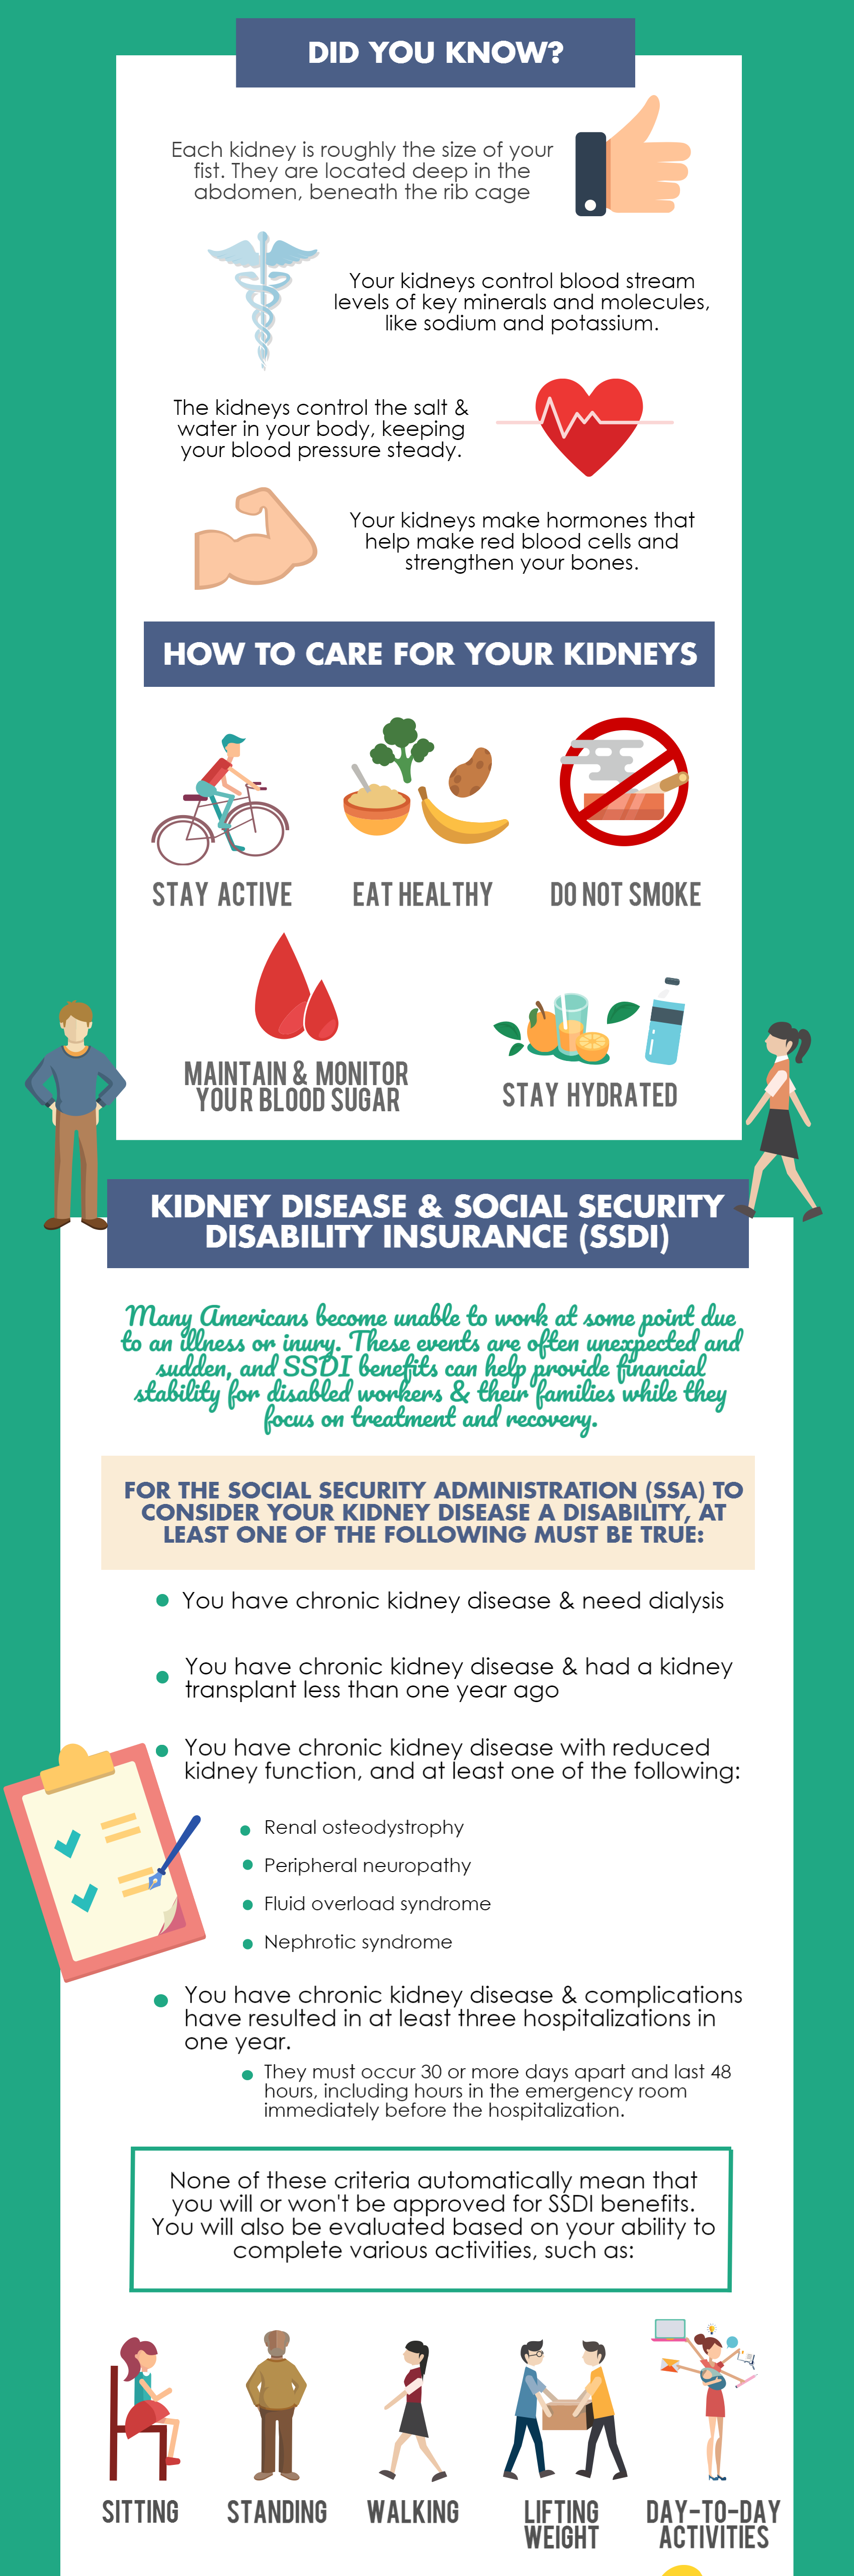 DID YOU KNOW?
Each kidney is roughly the size of your
fist. They are located deep in the
abdomen, beneath the rib cage
Your kidneys control blood stream
levels of key minerals and molecules,
like sodium and potassium.
The kidneys control the salt &
water in your body, keeping
your blood pressure steady.
Your kidneys make hormones that
help make red blood cells and
strengthen your bones.
HOW TO CARE FOR YOUR KIDNEYS
STAY ACTIVE
EAT HEALTHY
DO NOT SMOKE
MAINTAIN & MONITOR
YOUR BLOOD SUGAR
STAY HYDRATED
KIDNEY DISEASE & SOCIAL SECURITY
DISABILITY INSURANCE (SSDI)
Many Americans become unable to work at some point due
to an illness or inury. These events are often unexpected and
sudden, and SSDI benefits can help provide financial
stability for disabled workers & their families while they
focus on treatment and recovery.
FOR THE SOCIAL SECURITY ADMINISTRATION (SSA) TO
CONSIDER YOUR KIDNEY DISEASE A DISABILITY, AT
LEAST ONE OF THE FOLLOWING MUST BE TRUE:
You have chronic kidney disease & need dialysis
You have chronic kidney disease & had a kidney
transplant less than one year ago
You have chronic kidney disease with reduced
kidney function, and at least one of the following:
Renal osteodystrophy
Peripheral neuropathy
Fluid overload syndrome
Nephrotic syndrome
You have chronic kidney disease & complications
have resulted in at least three hospitalizations in
one year.
They must occur 30 or more days apart and last 48
hours, including hours in the emergency room
immediately before the hospitalization.
None of these criteria automatically mean that
you will or won't be approved for SSDI benefits.
You will also be evaluated based on your ability to
complete various activities, such as:
SITTING
STANDING
WALKING
LIFTING
WEIGHT
DAY-TO-DAY
ACTIVITIES